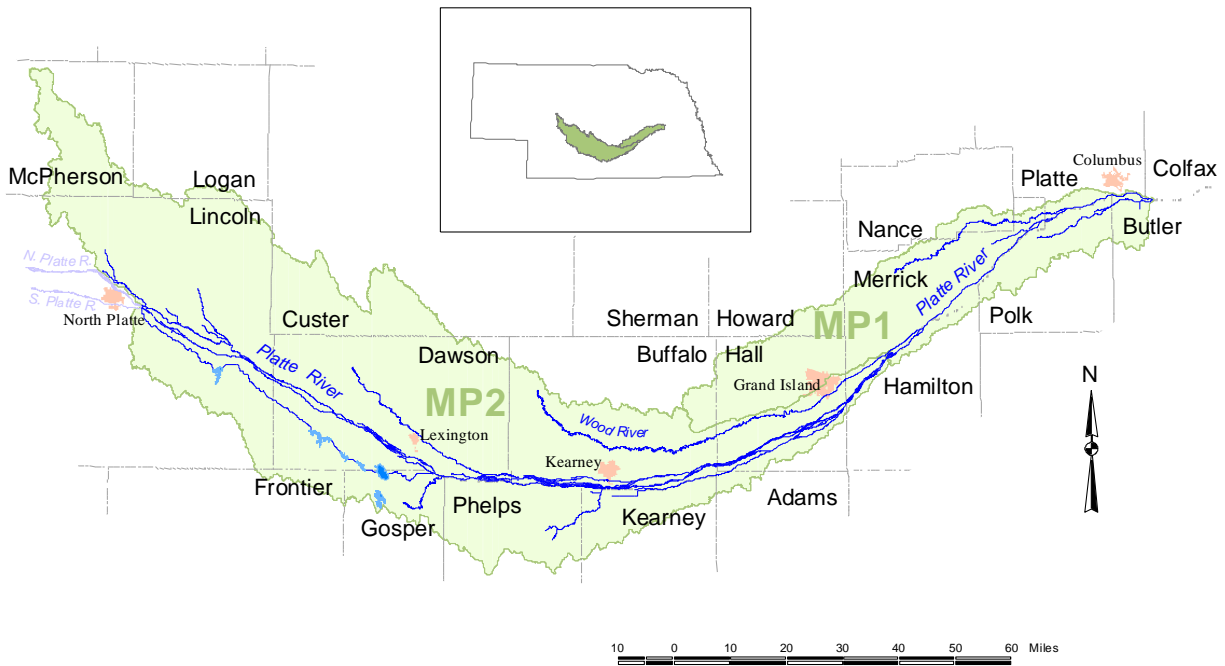 McPherson
Logan
Lincoln
N. Platte R.
S. Platte R.
North Platte
Custer
Platte River
Dawson
MP2
Lexington
Frontier
Gosper
Phelps
Sherman
Howard
Buffalo
Hall
MP1
Grand Island
Wood River
Kearney
Kearney
Adams
Hamilton
Polk
Merrick
Platte River
Nance
Platte
Columbus
Colfax
Butler
N
10 0 10 20 30 40 50 60 Miles